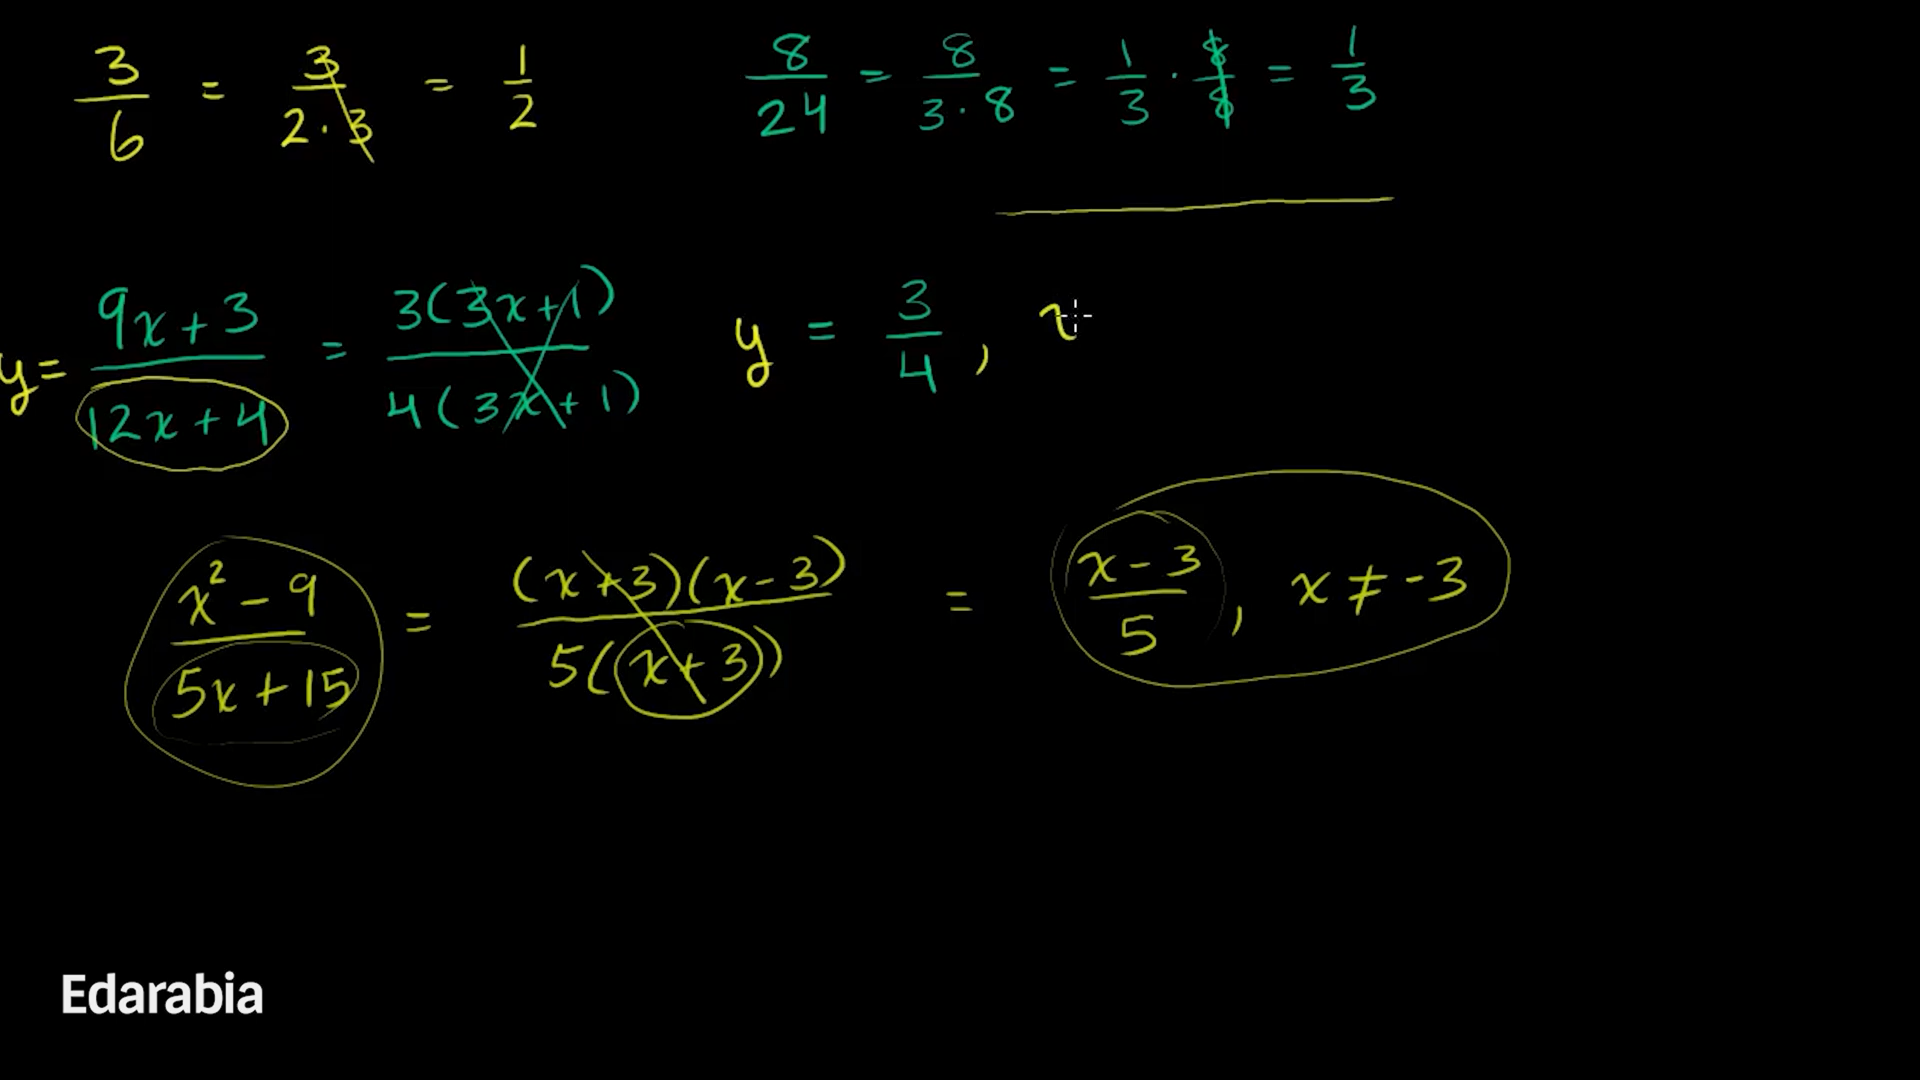 3/6 = 3/(2·3) = 1/2
8/24 = 8/(3·8) = 1/3 · 8/8 = 1/3
y = (9x+3)/(12x+4) = 3(3x+1)/4(3x+1)
y = 3/4, x
(x²-9)/(5x+15) = (x+3)(x-3)/5(x+3) = (x-3)/5, x ≠ -3
Edarabia